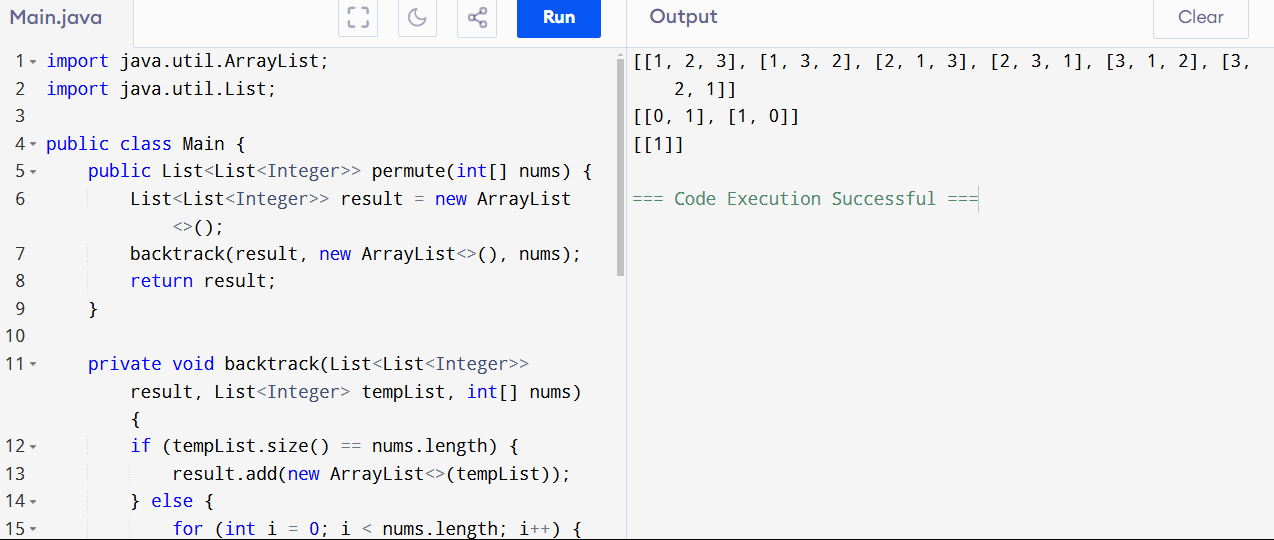 Main.java
Run
Output
Clear
1 import java.util.ArrayList;
2 import java.util.List;
3
4 public class Main {
5 public List<List<Integer>> permute(int[] nums) {
6 List<List<Integer>> result = new ArrayList
<>();
7 backtrack(result, new ArrayList<>(), nums);
8 return result;
9 }
10
11 private void backtrack(List<List<Integer>>
result, List<Integer> tempList, int[] nums)
{
12 if (tempList.size() == nums.length) {
13 result.add(new ArrayList<>(tempList));
14 } else {
15 for (int i = 0; i < nums.length; i++) {
[[1, 2, 3], [1, 3, 2], [2, 1, 3], [2, 3, 1], [3, 1, 2], [3,
2, 1]]
[[0, 1], [1, 0]]
[[1]]
=== Code Execution Successful ===